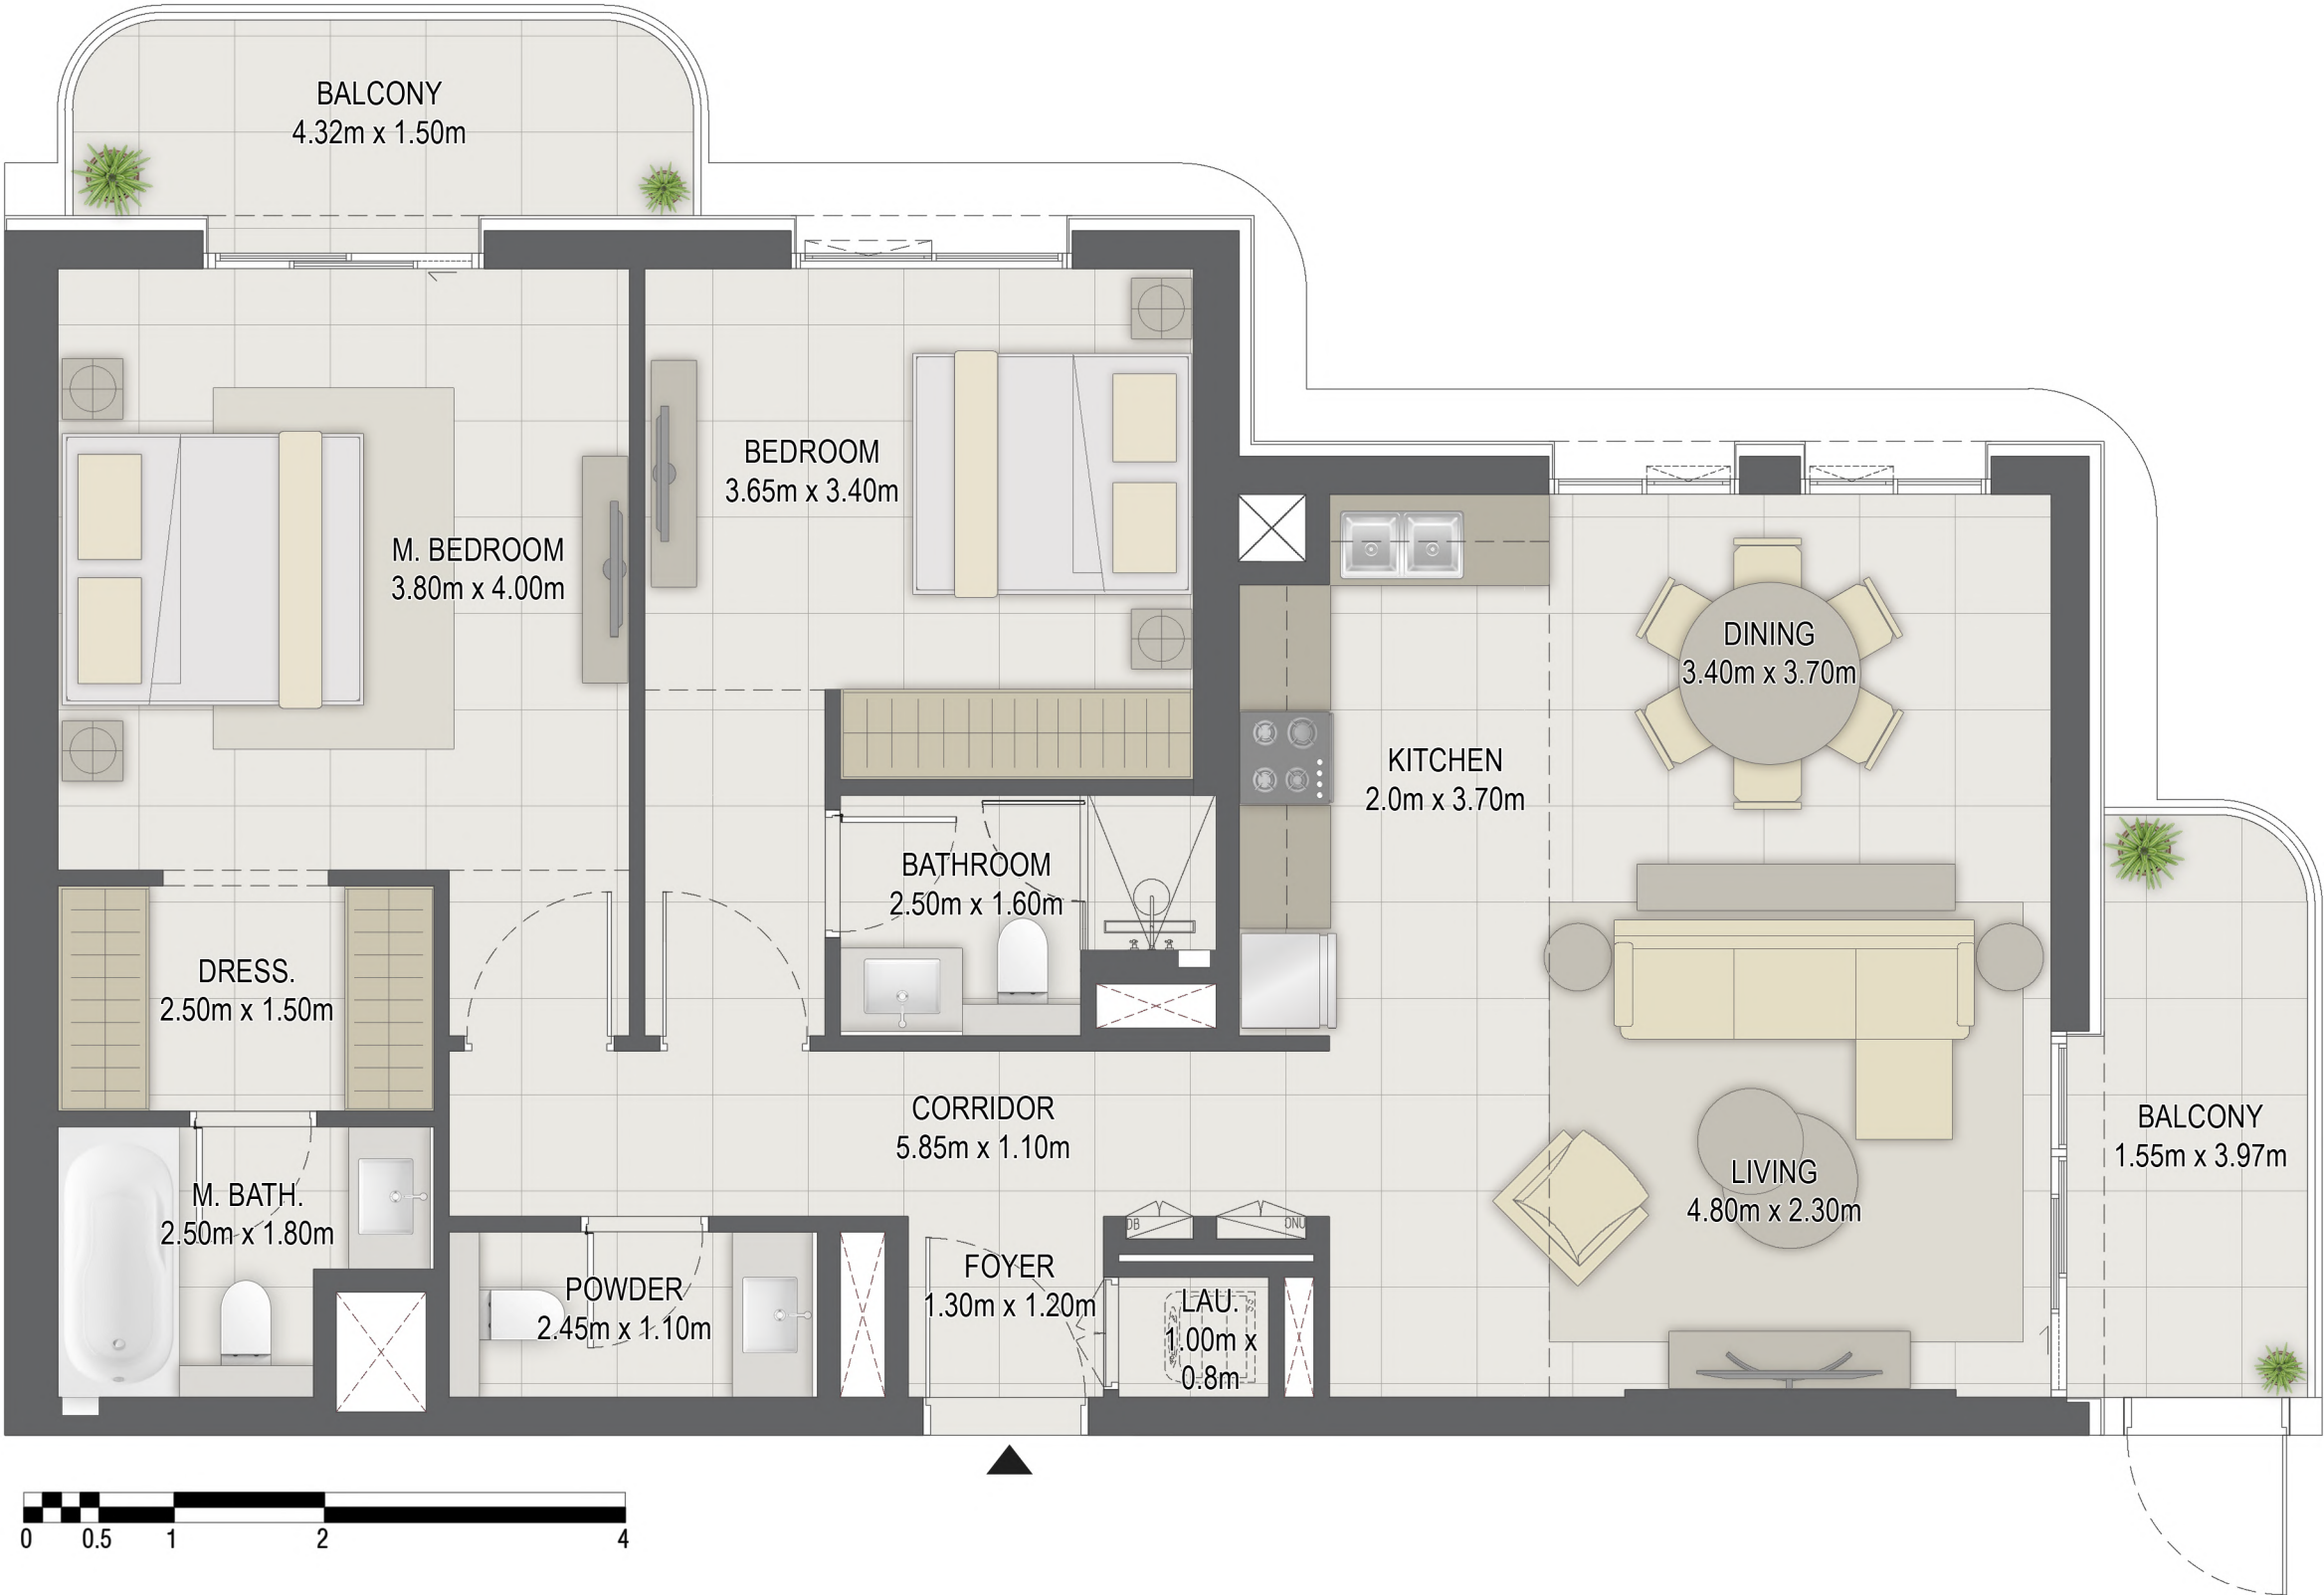 BALCONY
4.32m x 1.50m
BEDROOM
3.65m x 3.40m
M. BEDROOM
3.80m x 4.00m
DINING
3.40m x 3.70m
KITCHEN
2.0m x 3.70m
BATHROOM
2.50m x 1.60m
DRESS.
2.50m x 1.50m
CORRIDOR
5.85m x 1.10m
BALCONY
1.55m x 3.97m
LIVING
4.80m x 2.30m
M. BATH.
2.50m x 1.80m
DB
ONU
FOYER
1.30m x 1.20m
POWDER
2.45m x 1.10m
LAU.
1.00m x
0.8m
0 0.5 1 2 4